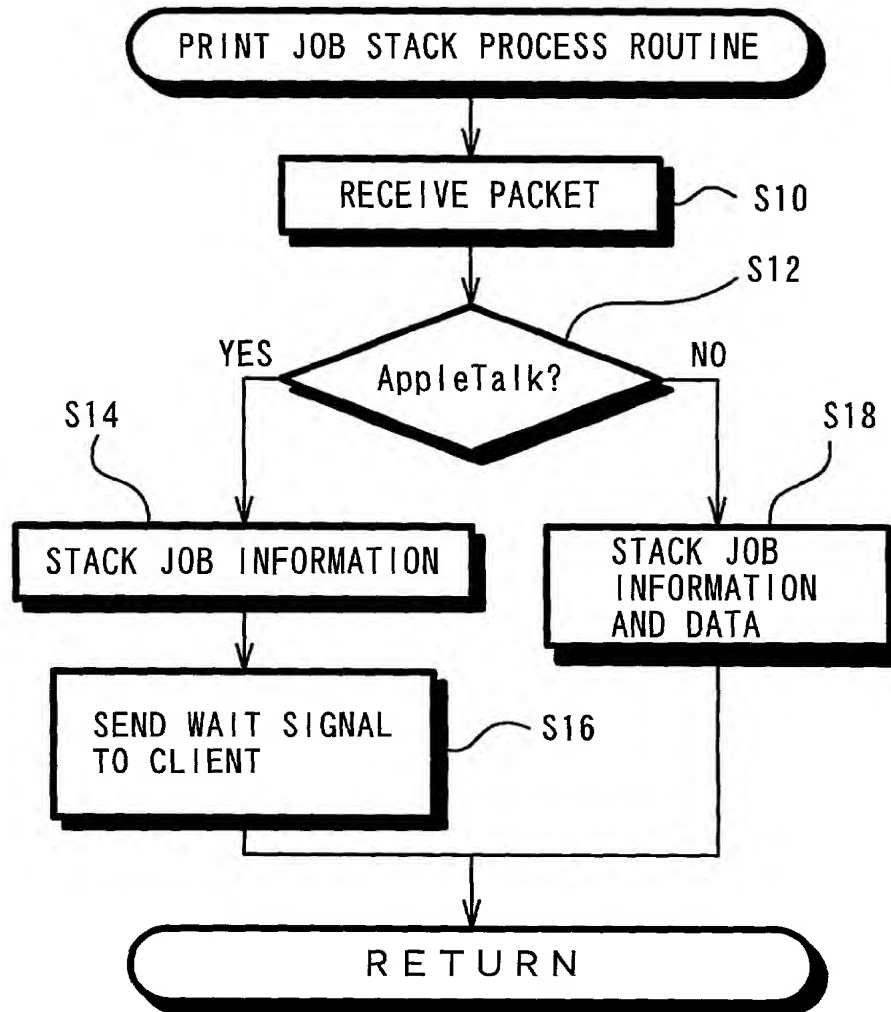 PRINT JOB STACK PROCESS ROUTINE
RECEIVE PACKET
S10
S12
YES
AppleTalk?
NO
S14
S18
STACK JOB INFORMATION
STACK JOB
INFORMATION
AND DATA
SEND WAIT SIGNAL
TO CLIENT
S16
RETURN